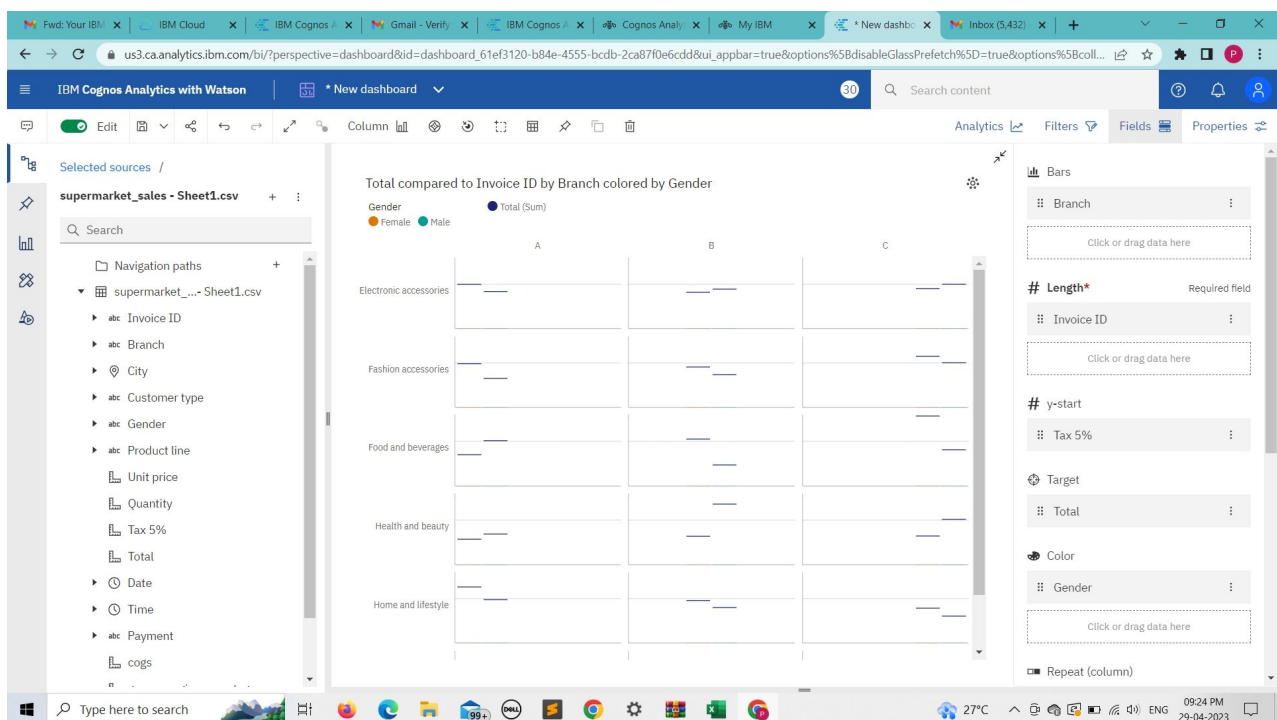 Fwd: Your IBM
IBM Cloud
IBM Cognos A
Gmail - Verify
IBM Cognos A
Cognos Analy
My IBM
* New dashbo
Inbox (5,432)
us3.ca.analytics.ibm.com/bi/?perspective=dashboard&id=dashboard_61ef3120-b84e-4555-bcdb-2ca87f0e6cdd&ui_appbar=true&options%5BdisableGlassPrefetch%5D=true&options%5Bcoll...
P
IBM Cognos Analytics with Watson
* New dashboard
30
Search content
Edit
Column
Analytics
Filters
Fields
Properties
Selected sources /
supermarket_sales - Sheet1.csv
Search
Navigation paths
supermarket_...- Sheet1.csv
abc Invoice ID
abc Branch
City
abc Customer type
abc Gender
abc Product line
Unit price
Quantity
Tax 5%
Total
Date
Time
abc Payment
cogs
Total compared to Invoice ID by Branch colored by Gender
Gender
Total (Sum)
Female
Male
A
B
C
Electronic accessories
Fashion accessories
Food and beverages
Health and beauty
Home and lifestyle
Bars
Branch
Click or drag data here
# Length*
Required field
Invoice ID
Click or drag data here
# y-start
Tax 5%
Target
Total
Color
Gender
Click or drag data here
Repeat (column)
Type here to search
99+
DELL
27°C
ENG
09:24 PM
29-04-2023